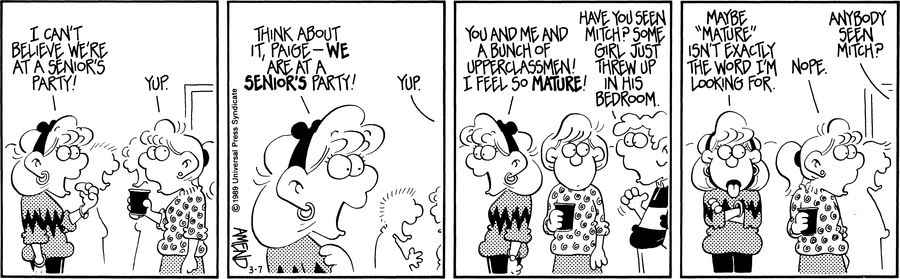 I CAN'T
BELIEVE WE'RE
AT A SENIOR'S
PARTY!
YUP.
THINK ABOUT
IT, PAIGE – WE
ARE AT A
SENIOR'S PARTY!
YUP.
© 1989 Universal Press Syndicate
AMEND
3-7
YOU AND ME AND
A BUNCH OF
UPPERCLASSMEN!
I FEEL SO MATURE!
HAVE YOU SEEN
MITCH? SOME
GIRL JUST
THREW UP
IN HIS
BEDROOM.
MAYBE
"MATURE"
ISN'T EXACTLY
THE WORD I'M
LOOKING FOR.
NOPE.
ANYBODY
SEEN
MITCH?